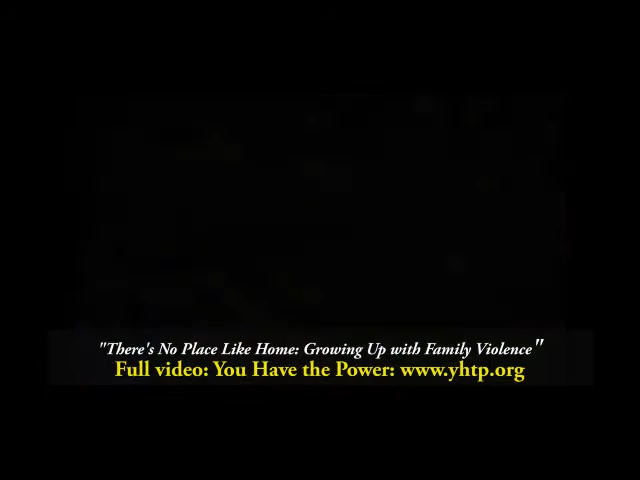 "There's No Place Like Home: Growing Up with Family Violence"
Full video: You Have the Power: www.yhtp.org